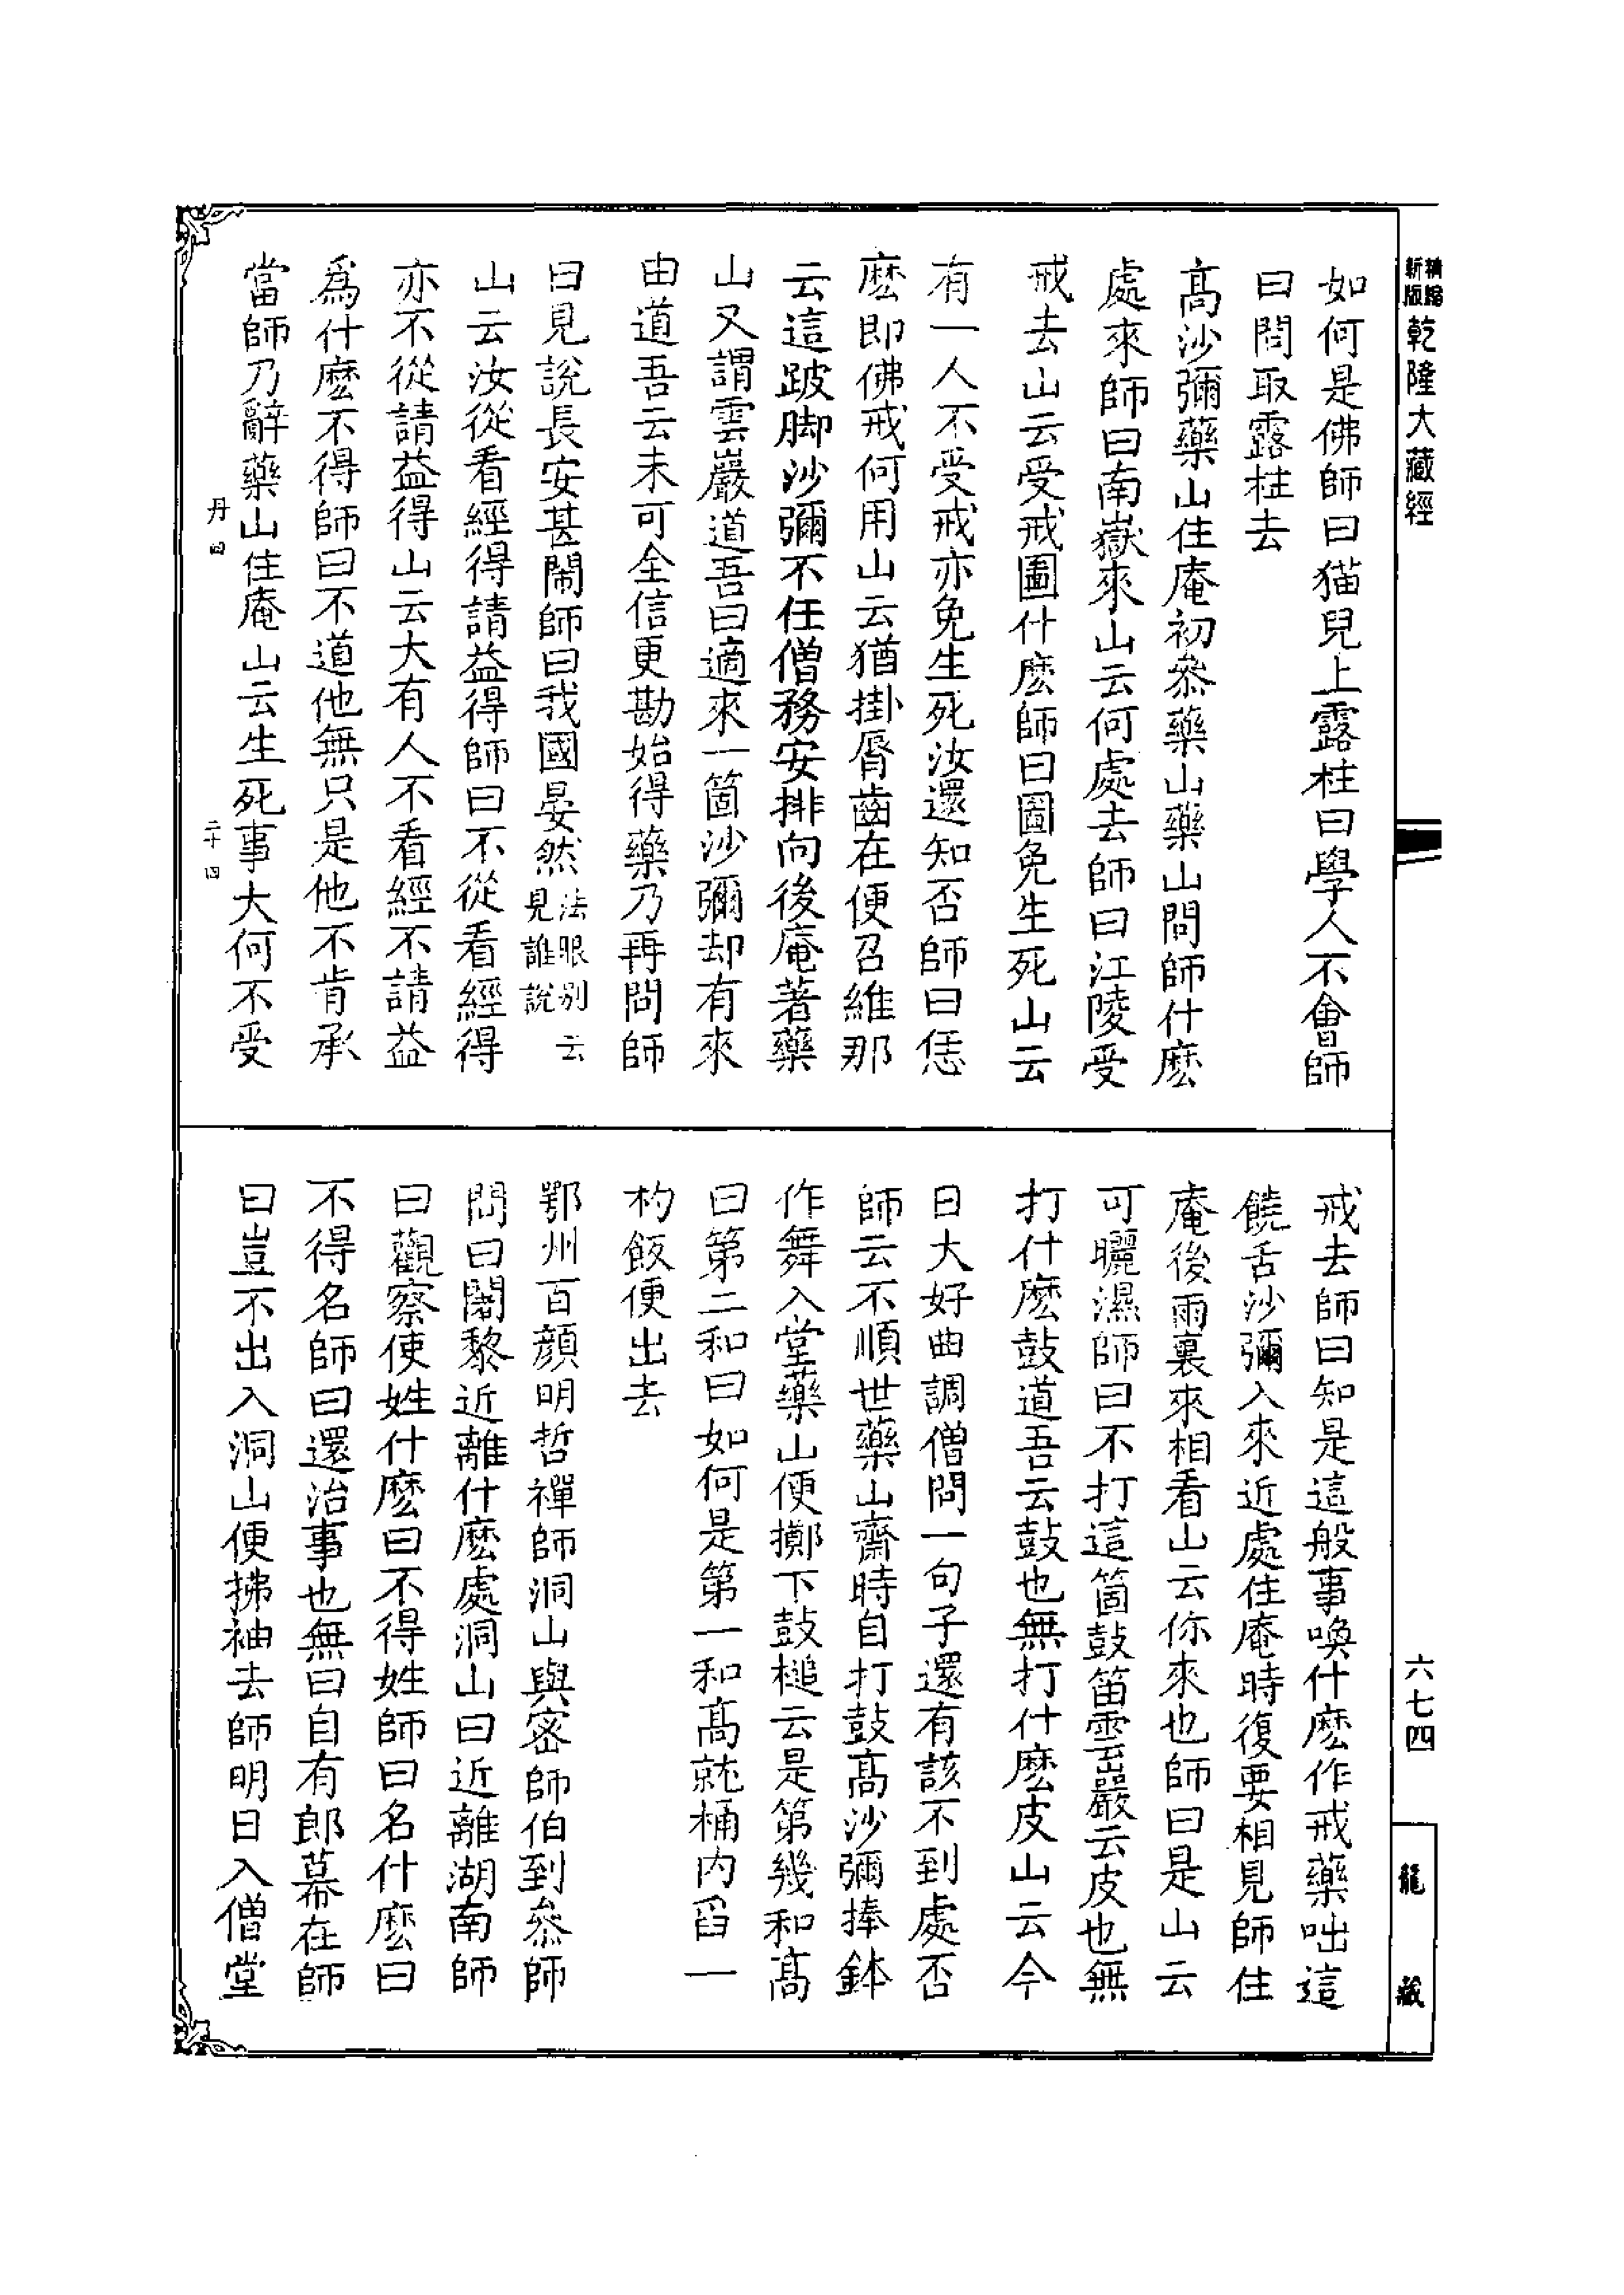 精縮
新版
乾隆大藏經
如何是佛師曰猫兒上露柱曰學人不會師
曰問取露柱去
高沙彌藥山住庵初叅藥山藥山問師什麽
處來師曰南嶽來山云何處去師曰江陵受
戒去山云受戒圖什麽師曰圖免生死山云
有一人不受戒亦免生死汝還知否師曰恁
麽即佛戒何用山云猶掛脣齒在便召維那
云這跛脚沙彌不任僧務安排向後庵著藥
山又謂雲巖道吾曰適來一箇沙彌却有來
由道吾云未可全信更勘始得藥乃再問師
曰見說長安甚閙師曰我國晏然法眼別云見誰說
山云汝從看經得請益得師曰不從看經得
亦不從請益得山云大有人不看經不請益
爲什麽不得師曰不道他無只是他不肯承
當師乃辭藥山住庵山云生死事大何不受
丹四
二十四
戒去師曰知是這般事喚什麽作戒藥咄這
饒舌沙彌入來近處住庵時復要相見師住
庵後雨裏來相看山云你來也師曰是山云
可曬濕師曰不打這箇鼓笛雲巖云皮也無
打什麽鼓道吾云鼓也無打什麽皮山云今
日大好曲調僧問一句子還有該不到處否
師云不順世藥山齋時自打鼓高沙彌捧鉢
作舞入堂藥山便擲下鼓槌云是第幾和高
曰第二和曰如何是第一和高就桶內舀一
杓飯便出去
鄂州百顔明哲禪師洞山與密師伯到叅師
問曰闍黎近離什麽處洞山曰近離湖南師
曰觀察使姓什麽曰不得姓師曰名什麽曰
不得名師曰還治事也無曰自有郎幕在師
曰豈不出入洞山便拂袖去師明日入僧堂
六七四
龍藏